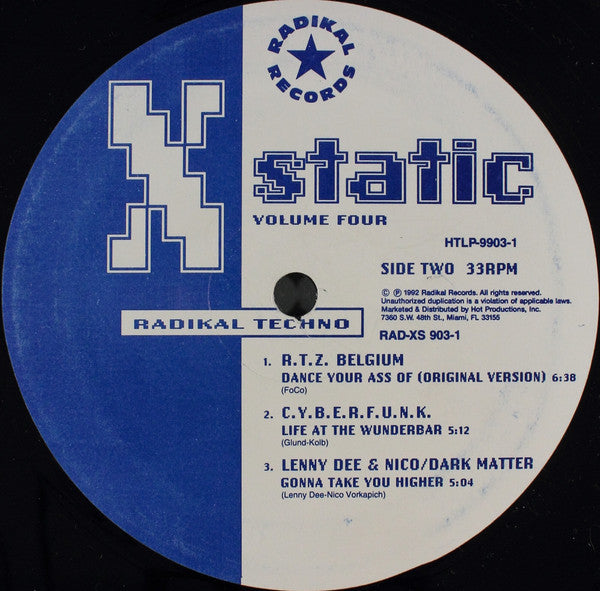 RADIKAL
RECORDS
X
static
VOLUME FOUR
HTLP-9903-1
SIDE TWO 33RPM
© ℗ 1992 Radikal Records. All rights reserved.
Unauthorized duplication is a violation of applicable laws.
Marketed & Distributed by Hot Productions, Inc.
7350 S.W. 48th St., Miami, FL 33155
RADIKAL TECHNO
RAD-XS 903-1
1. R.T.Z. BELGIUM
DANCE YOUR ASS OF (ORIGINAL VERSION) 6:38
(FoCo)
2. C.Y.B.E.R.F.U.N.K.
LIFE AT THE WUNDERBAR 5:12
(Glund-Kolb)
3. LENNY DEE & NICO/DARK MATTER
GONNA TAKE YOU HIGHER 5:04
(Lenny Dee-Nico Vorkapich)